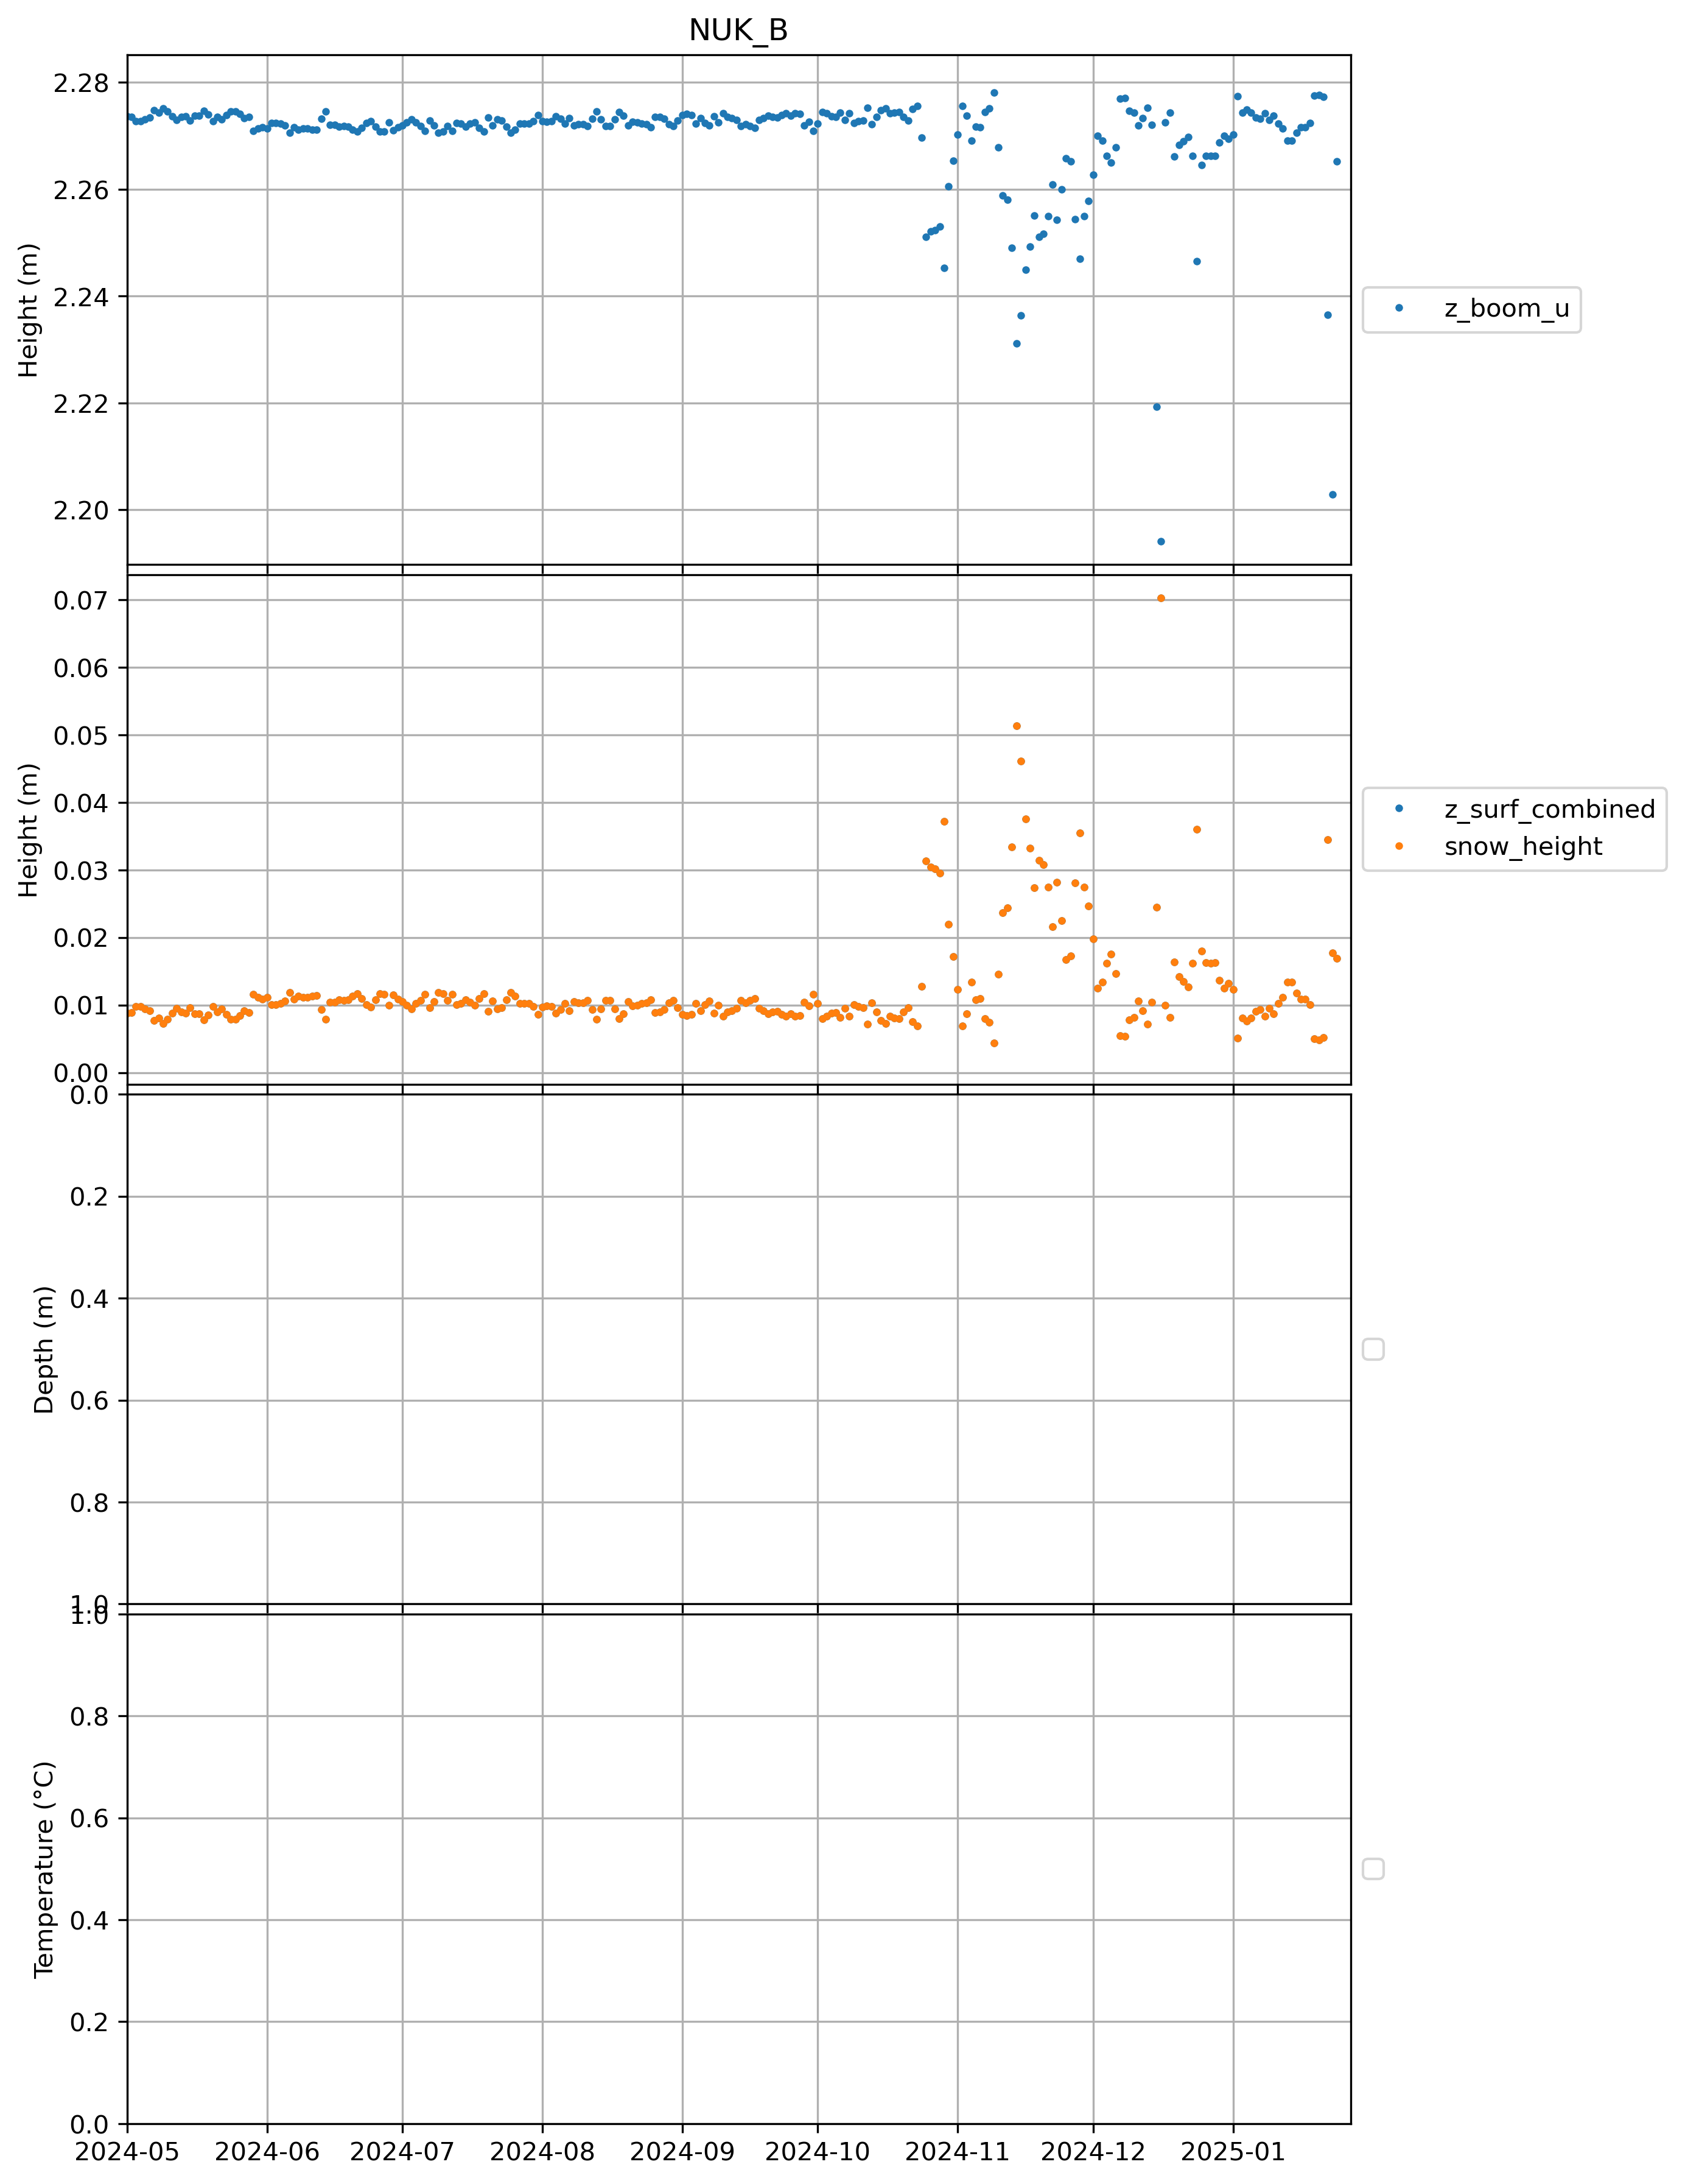 NUK_B
2.28
2.26
2.24
2.22
2.20
Height (m)
z_boom_u
0.07
0.06
0.05
0.04
0.03
0.02
0.01
0.00
Height (m)
z_surf_combined
snow_height
0.0
0.2
0.4
0.6
0.8
1.0
Depth (m)
1.0
0.8
0.6
0.4
0.2
0.0
Temperature (°C)
2024-05 2024-06 2024-07 2024-08 2024-09 2024-10 2024-11 2024-12 2025-01